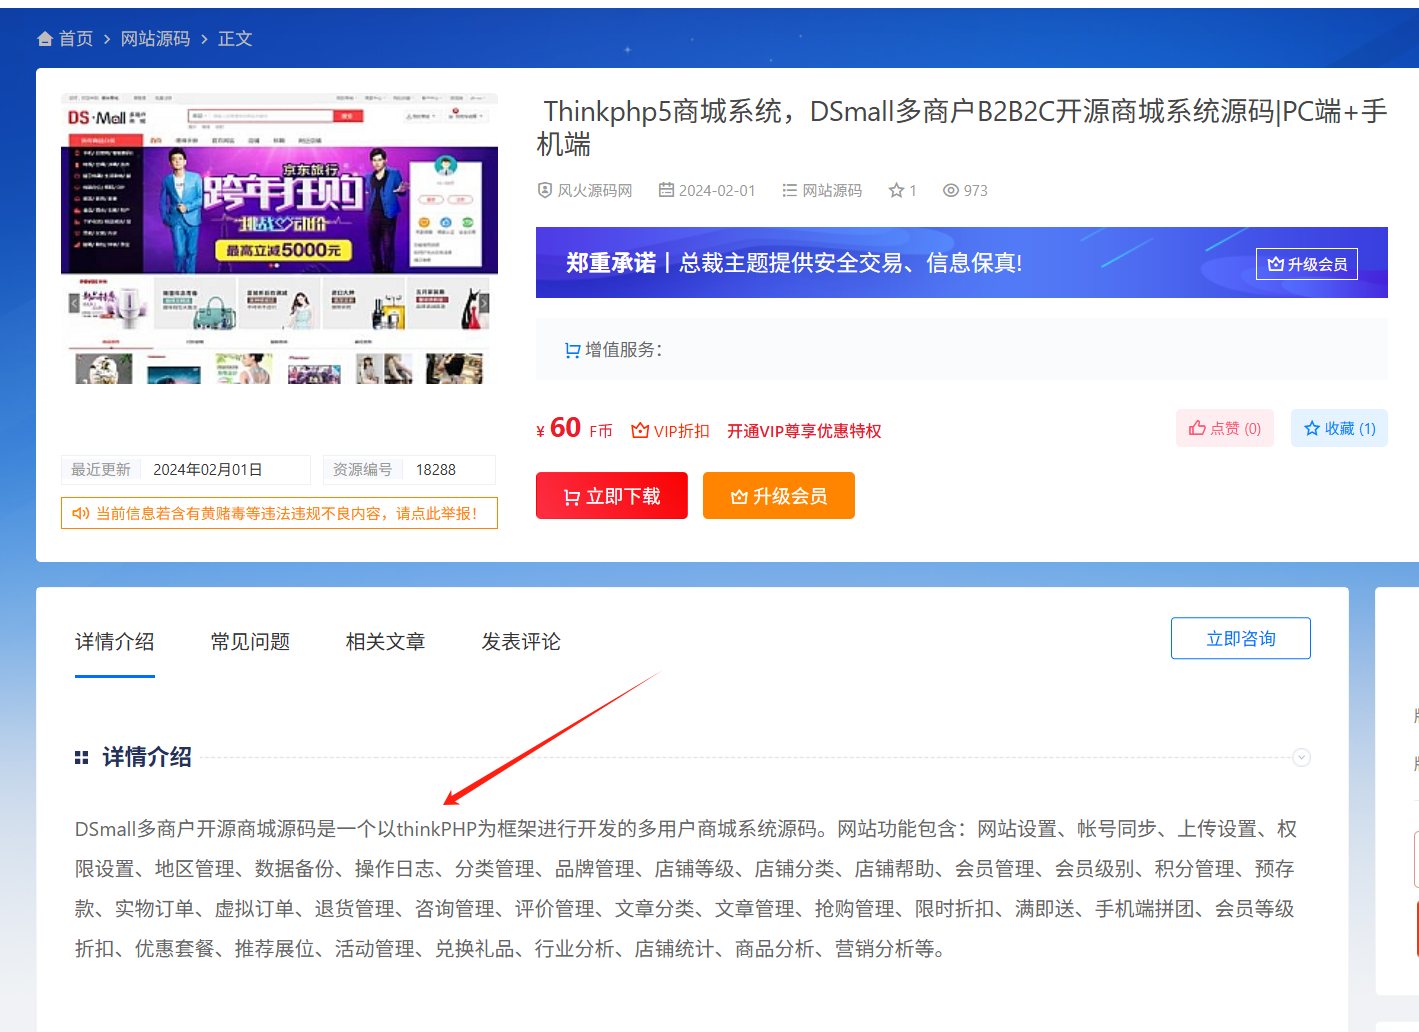 首页 > 网站源码 > 正文
DS·Mall
京东旅行
跨年狂购
最高立减5000元
Thinkphp5商城系统，DSmall多商户B2B2C开源商城系统源码|PC端+手
机端
风火源码网 2024-02-01 网站源码 1 973
郑重承诺丨总裁主题提供安全交易、信息保真!
升级会员
增值服务：
¥ 60 F币 VIP折扣 开通VIP尊享优惠特权
点赞 (0) 收藏 (1)
最近更新 2024年02月01日 资源编号 18288
立即下载 升级会员
当前信息若含有黄赌毒等违法违规不良内容，请点此举报！
详情介绍 常见问题 相关文章 发表评论
立即咨询
详情介绍
DSmall多商户开源商城源码是一个以thinkPHP为框架进行开发的多用户商城系统源码。网站功能包含：网站设置、帐号同步、上传设置、权
限设置、地区管理、数据备份、操作日志、分类管理、品牌管理、店铺等级、店铺分类、店铺帮助、会员管理、会员级别、积分管理、预存
款、实物订单、虚拟订单、退货管理、咨询管理、评价管理、文章分类、文章管理、抢购管理、限时折扣、满即送、手机端拼团、会员等级
折扣、优惠套餐、推荐展位、活动管理、兑换礼品、行业分析、店铺统计、商品分析、营销分析等。